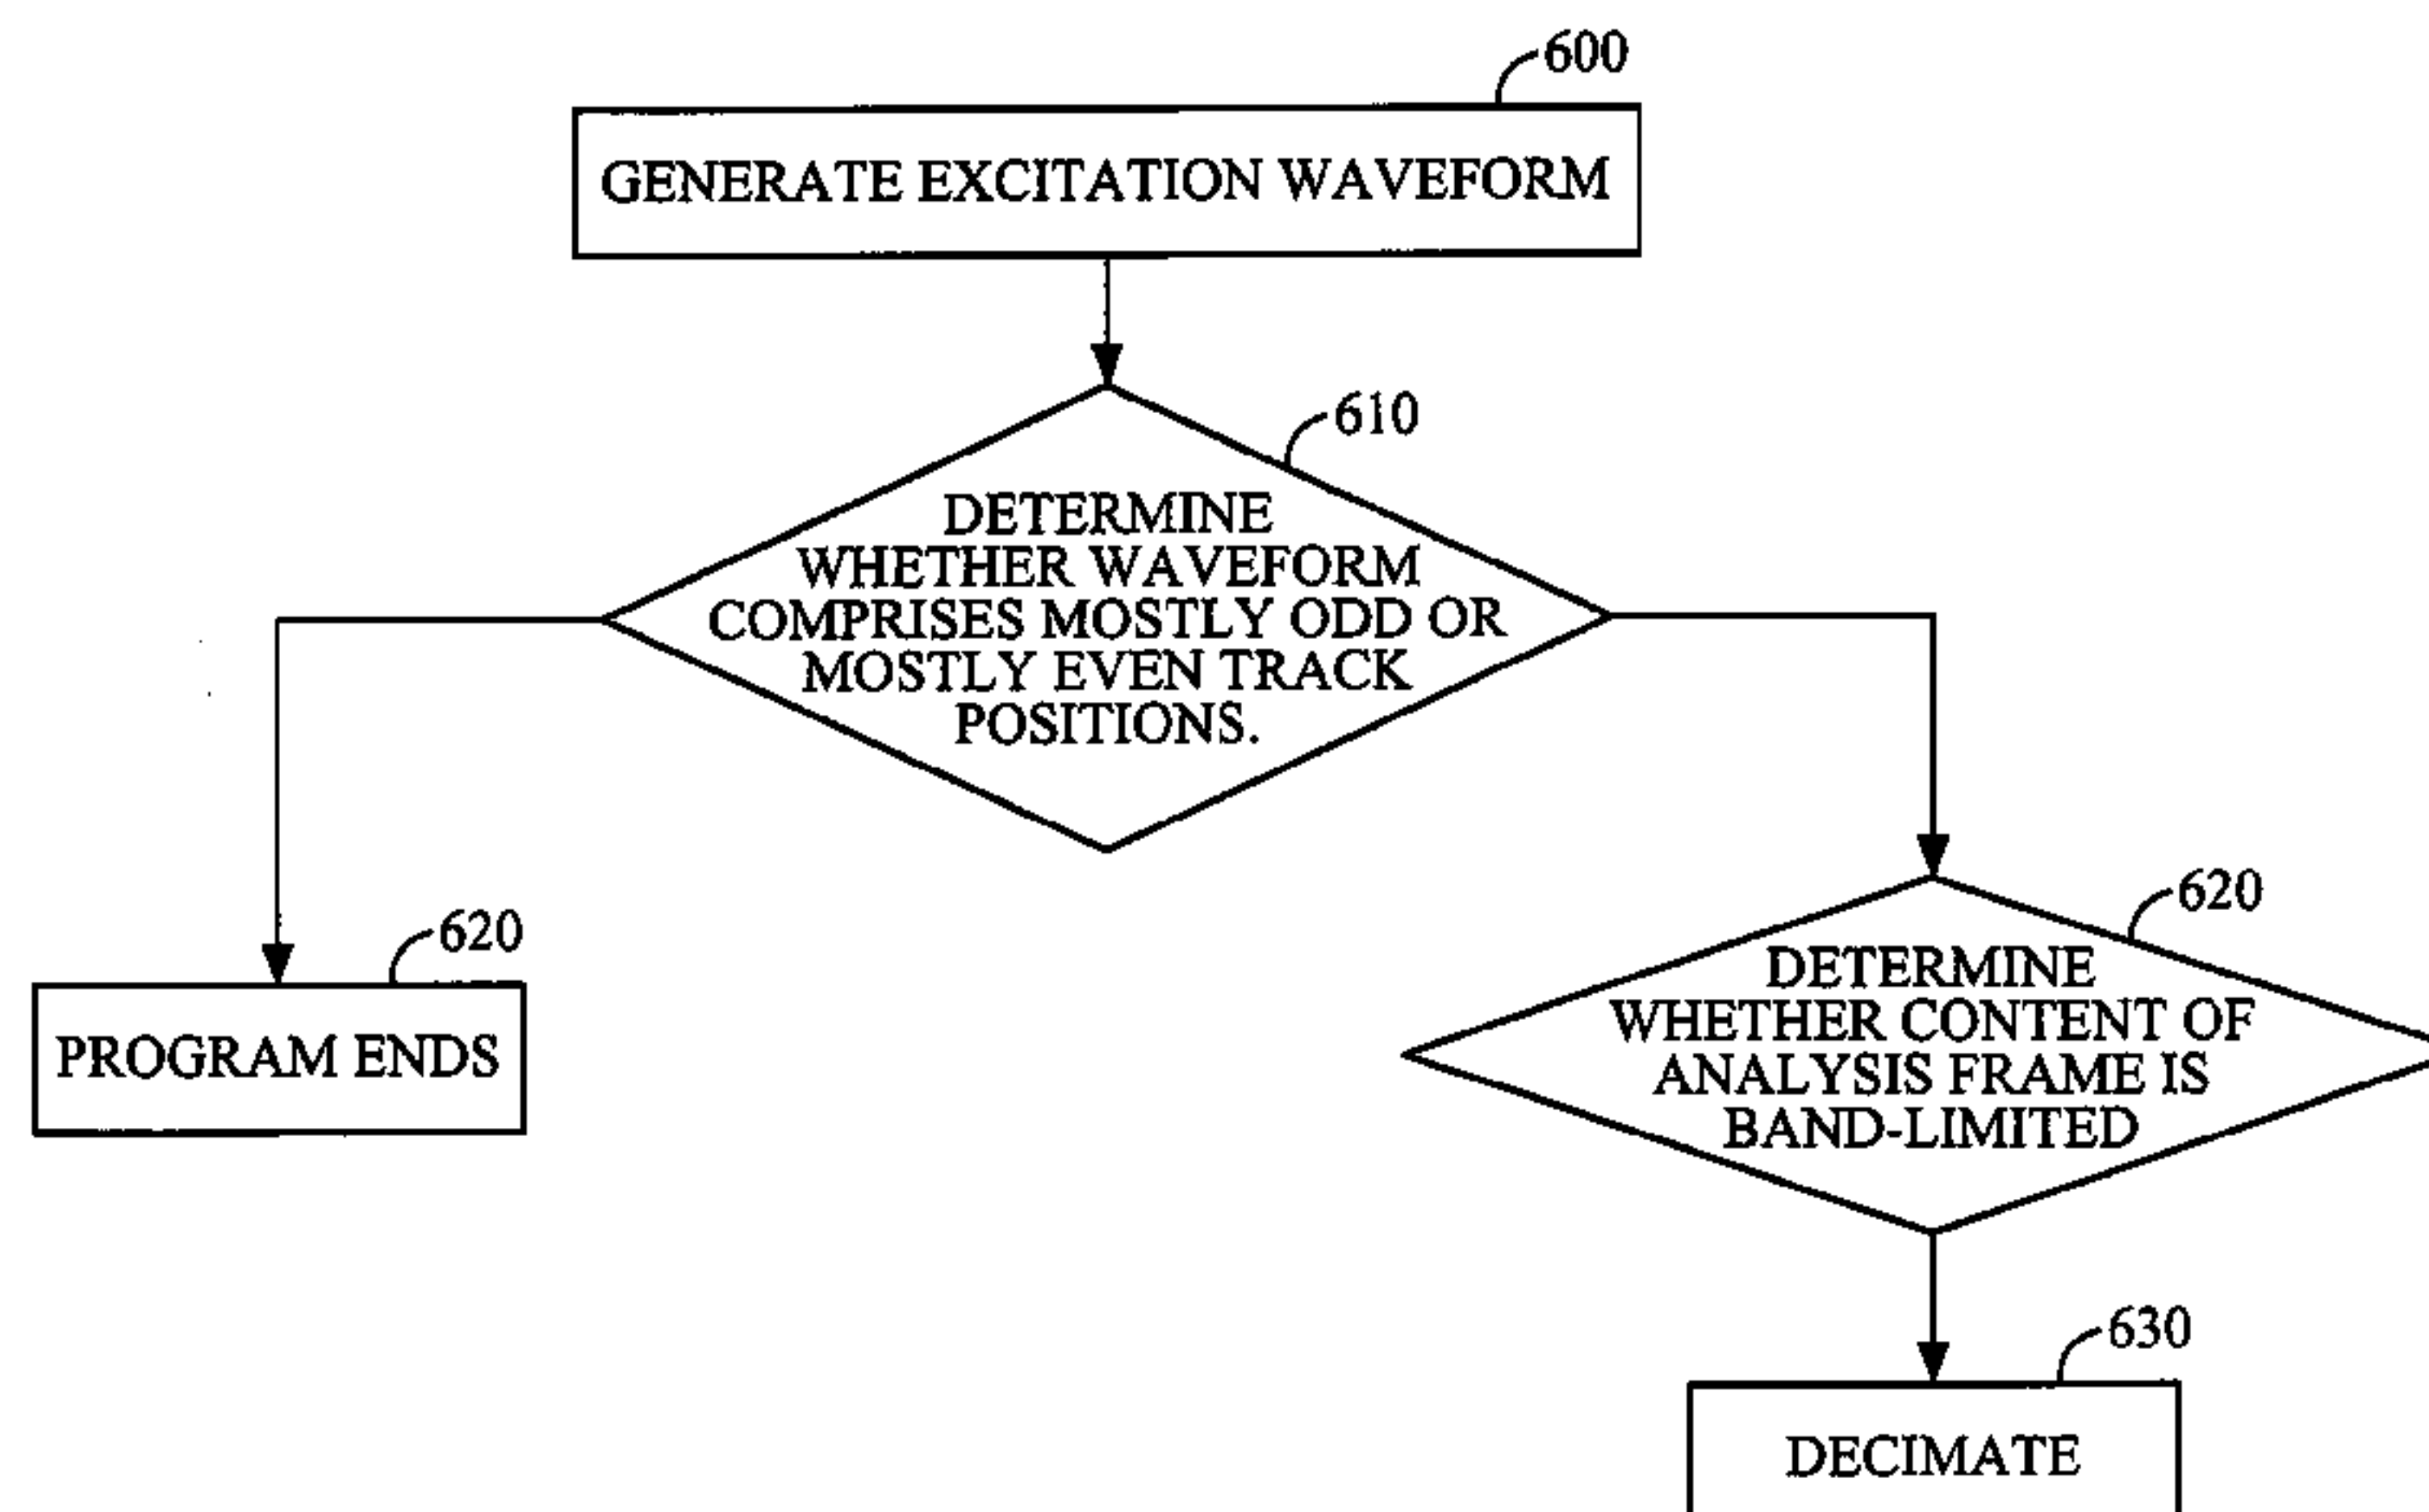 600
GENERATE EXCITATION WAVEFORM
610
DETERMINE
WHETHER WAVEFORM
COMPRISES MOSTLY ODD OR
MOSTLY EVEN TRACK
POSITIONS.
620
PROGRAM ENDS
620
DETERMINE
WHETHER CONTENT OF
ANALYSIS FRAME IS
BAND-LIMITED
630
DECIMATE